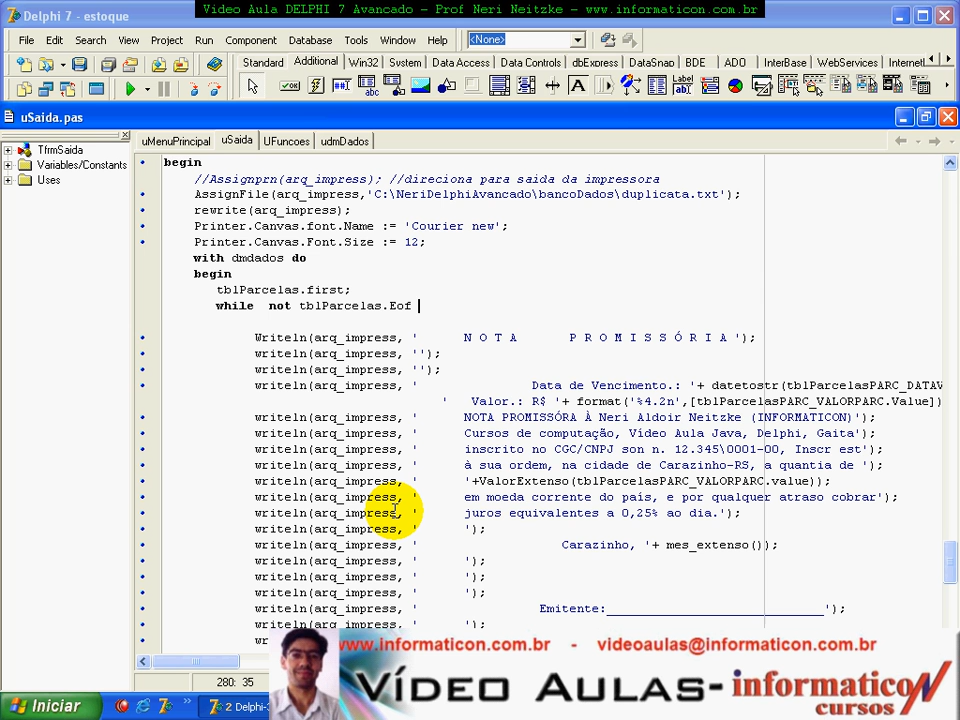 Video Aula DELPHI 7 Avancado - Prof Neri Neitzke - www.informaticon.com.br
Delphi 7 - estoque
File Edit Search View Project Run Component Database Tools Window Help <None>
Standard Additional Win32 System Data Access Data Controls dbExpress DataSnap BDE ADO InterBase WebServices Internet
uSaida.pas
TfrmSaida
Variables/Constants
Uses
uMenuPrincipal uSaida UFuncoes udmDados
begin
//Assignprn(arq_impress); //direciona para saida da impressora
AssignFile(arq_impress,'C:\NeriDelphiAvancado\bancoDados\duplicata.txt');
rewrite(arq_impress);
Printer.Canvas.font.Name := 'Courier new';
Printer.Canvas.Font.Size := 12;
with dmdados do
begin
tblParcelas.first;
while not tblParcelas.Eof
Writeln(arq_impress, ' N O T A P R O M I S S Ó R I A ');
writeln(arq_impress, '');
writeln(arq_impress, '');
writeln(arq_impress, ' Data de Vencimento.: '+ datetostr(tblParcelasPARC_DATAV
' Valor.: R$ '+ format('%4.2n',[tblParcelasPARC_VALORPARC.Value])
writeln(arq_impress, ' NOTA PROMISSÓRA À Neri Aldoir Neitzke (INFORMATICON)');
writeln(arq_impress, ' Cursos de computação, Vídeo Aula Java, Delphi, Gaita');
writeln(arq_impress, ' inscrito no CGC/CNPJ son n. 12.345\0001-00, Inscr est');
writeln(arq_impress, ' à sua ordem, na cidade de Carazinho-RS, a quantia de ');
writeln(arq_impress, ' '+ValorExtenso(tblParcelasPARC_VALORPARC.value));
writeln(arq_impress, ' em moeda corrente do país, e por qualquer atraso cobrar');
writeln(arq_impress, ' juros equivalentes a 0,25% ao dia.');
writeln(arq_impress, ' ');
writeln(arq_impress, ' Carazinho, '+ mes_extenso());
writeln(arq_impress, ' ');
writeln(arq_impress, ' ');
writeln(arq_impress, ' ');
writeln(arq_impress, ' Emitente:_____________________________');
writeln(arq_impress, ' ');
280: 35
www.informaticon.com.br - videoaulas@informaticon.com.br
VÍDEO AULAS- informaticoN
cursos
Iniciar
2 Delphi